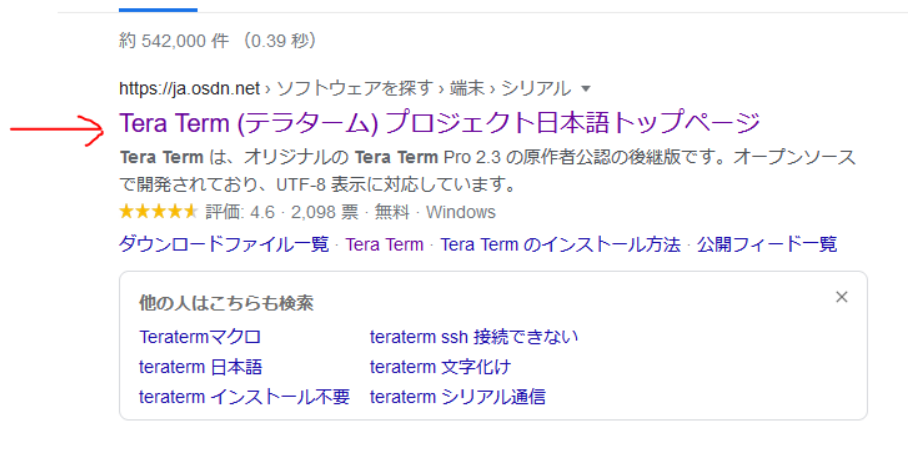 約 542,000 件 （0.39 秒）
https://ja.osdn.net › ソフトウェアを探す › 端末 › シリアル
Tera Term (テラターム) プロジェクト日本語トップページ
Tera Term は、オリジナルの Tera Term Pro 2.3 の原作者公認の後継版です。オープンソース
で開発されており、UTF-8 表示に対応しています。
評価: 4.6 · 2,098 票 · 無料 · Windows
ダウンロードファイル一覧 · Tera Term · Tera Term のインストール方法 · 公開フィード一覧
他の人はこちらも検索
Teratermマクロ teraterm ssh 接続できない
teraterm 日本語 teraterm 文字化け
teraterm インストール不要 teraterm シリアル通信